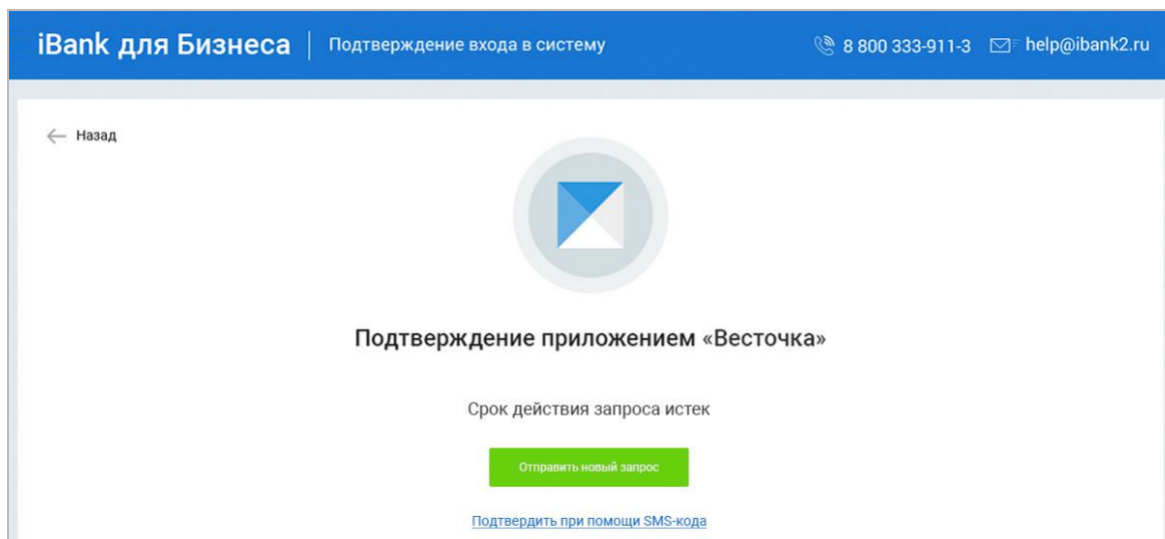 iBank для Бизнеса Подтверждение входа в систему 8 800 333-911-3 help@ibank2.ru
Назад
Подтверждение приложением «Весточка»
Срок действия запроса истек
Отправить новый запрос
Подтвердить при помощи SMS-кода